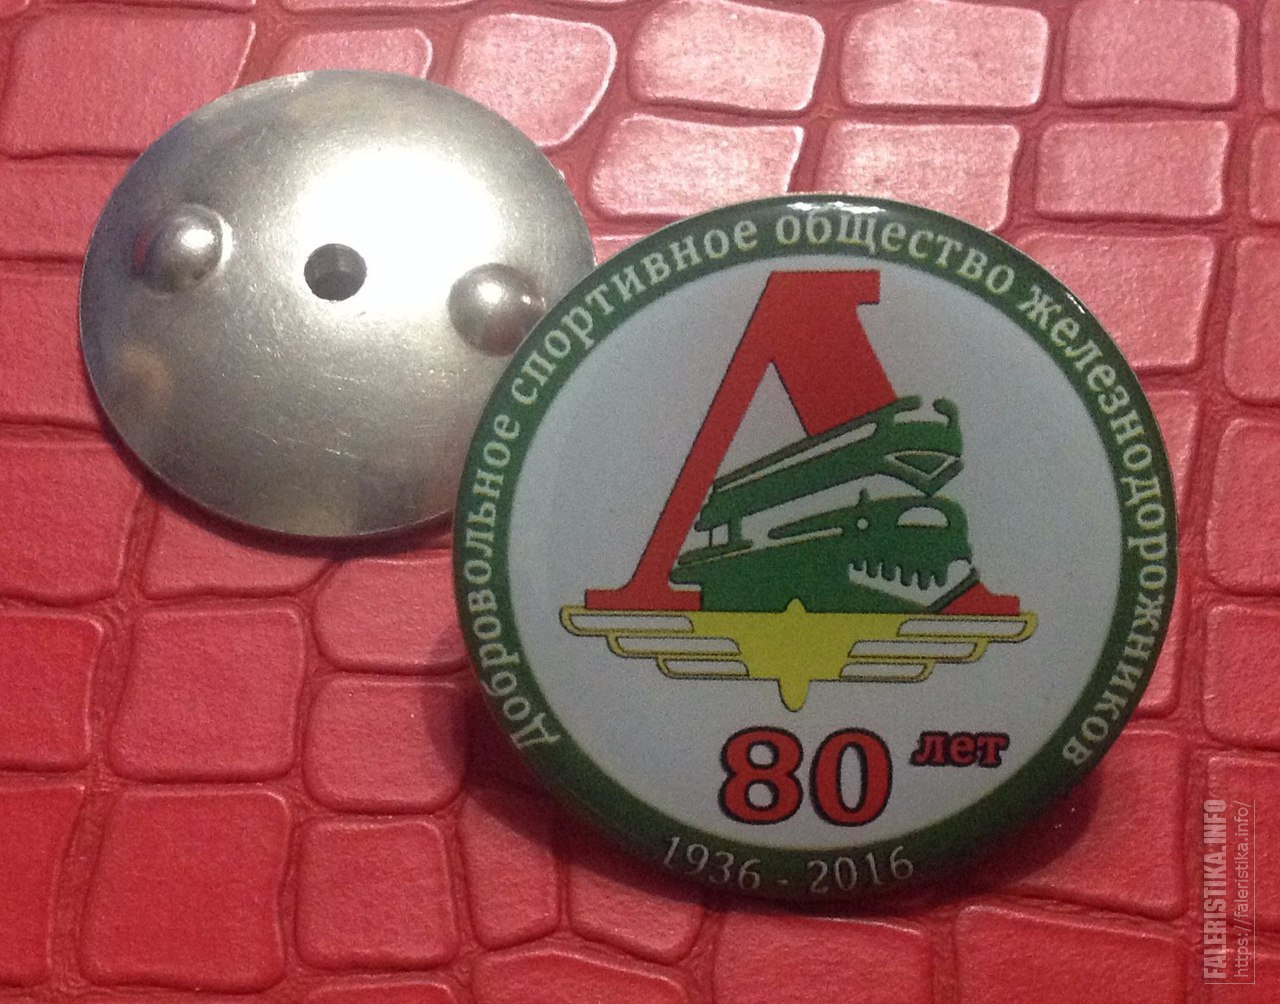 Добровольное спортивное общество железнодорожников
Л
80 лет
1936 - 2016
FALERISTIKA.INFO
https://faleristika.info/